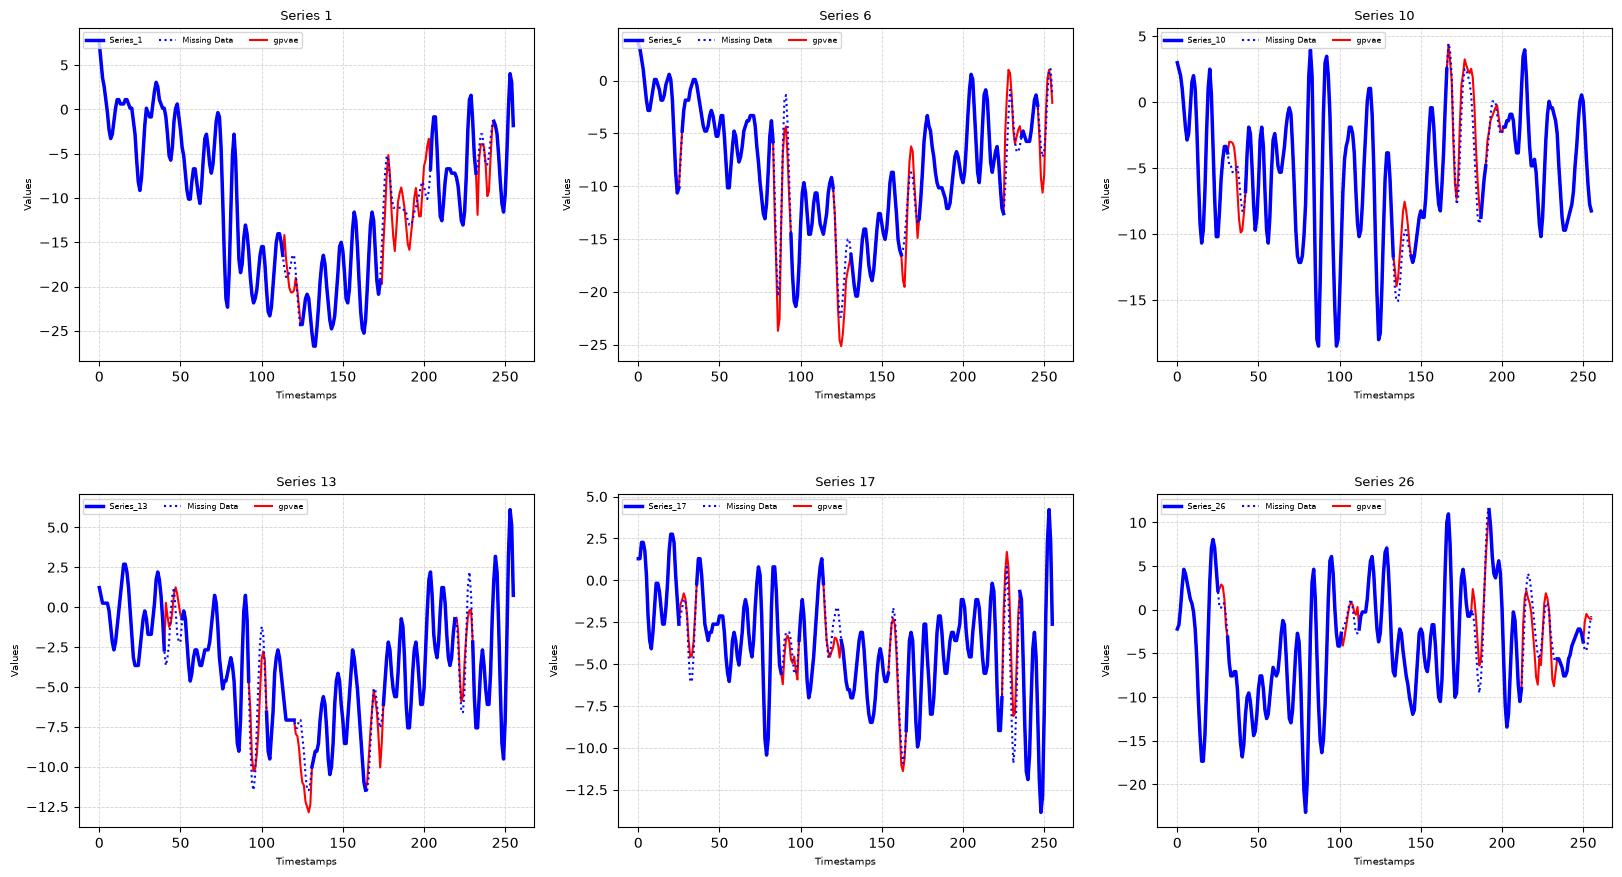 Series 1
Series_1 Missing Data gpvae
Values
5
0
−5
−10
−15
−20
−25
0 50 100 150 200 250
Timestamps
Series 6
Series_6 Missing Data gpvae
Values
0
−5
−10
−15
−20
−25
0 50 100 150 200 250
Timestamps
Series 10
Series_10 Missing Data gpvae
Values
5
0
−5
−10
−15
0 50 100 150 200 250
Timestamps
Series 13
Series_13 Missing Data gpvae
Values
5.0
2.5
0.0
−2.5
−5.0
−7.5
−10.0
−12.5
0 50 100 150 200 250
Timestamps
Series 17
Series_17 Missing Data gpvae
Values
5.0
2.5
0.0
−2.5
−5.0
−7.5
−10.0
−12.5
0 50 100 150 200 250
Timestamps
Series 26
Series_26 Missing Data gpvae
Values
10
5
0
−5
−10
−15
−20
0 50 100 150 200 250
Timestamps